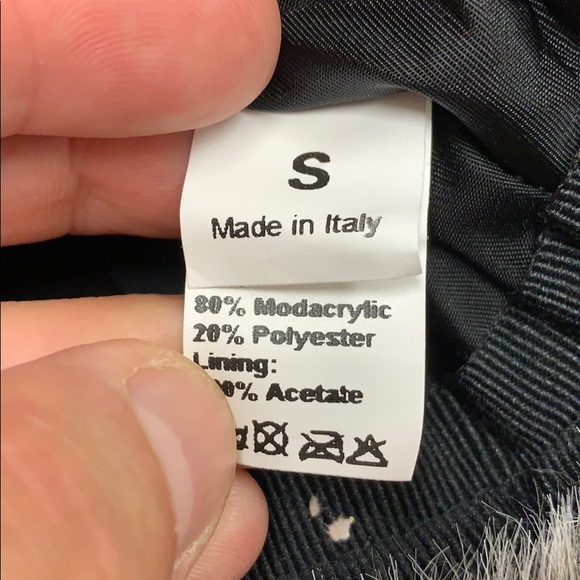 S
Made in Italy
80% Modacrylic
20% Polyester
Lining:
0% Acetate